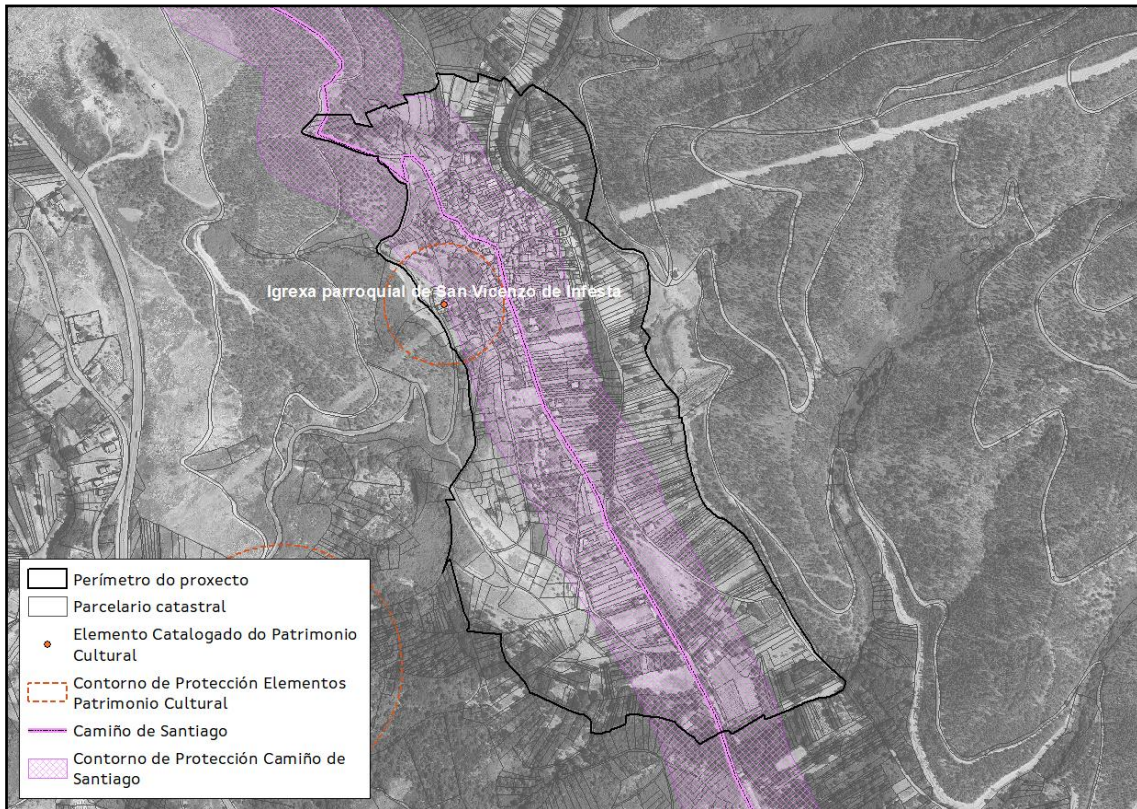 Igrexa parroquial de San Vicenzo de Infesta
Perímetro do proxecto
Parcelario catastral
Elemento Catalogado do Patrimonio
Cultural
Contorno de Protección Elementos
Patrimonio Cultural
Camiño de Santiago
Contorno de Protección Camiño de
Santiago